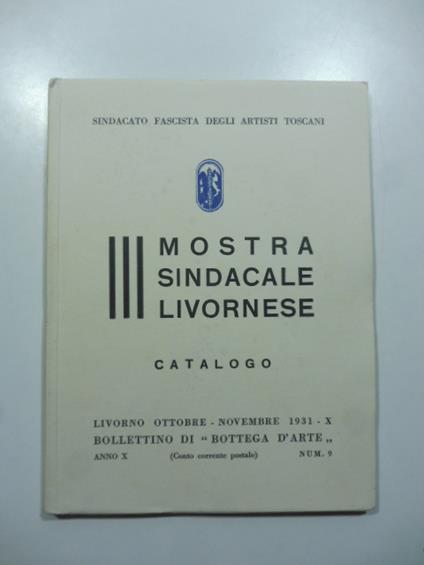 SINDACATO FASCISTA DEGLI ARTISTI TOSCANI
III MOSTRA
SINDACALE
LIVORNESE
CATALOGO
LIVORNO OTTOBRE - NOVEMBRE 1931 - X
BOLLETTINO DI “ BOTTEGA D'ARTE „
ANNO X (Conto corrente postale) NUM. 9